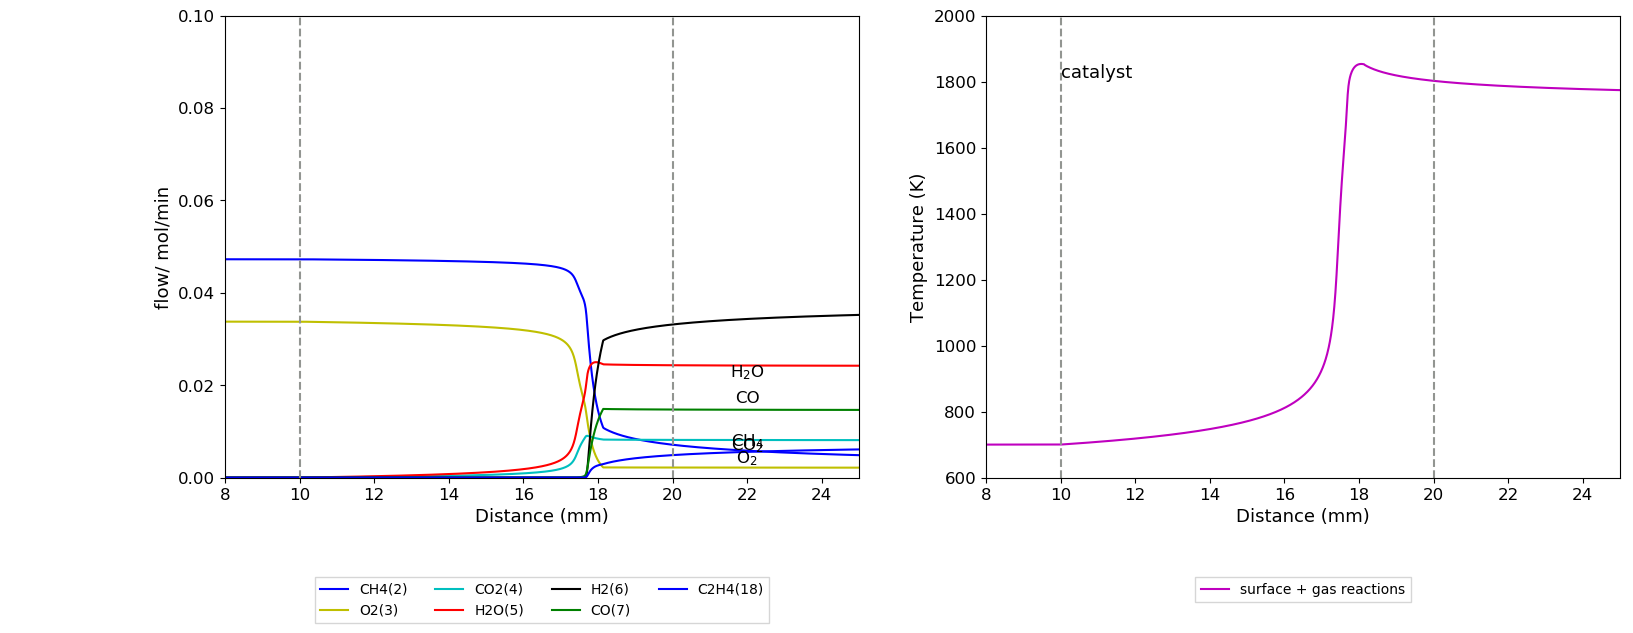 0.10
0.08
0.06
0.04
0.02
0.00
flow/ mol/min
H₂O
CO
CH₄
CO₂
O₂
8 10 12 14 16 18 20 22 24
Distance (mm)
CH4(2) CO2(4) H2(6) C2H4(18)
O2(3) H2O(5) CO(7)
2000
1800
1600
1400
1200
1000
800
600
Temperature (K)
catalyst
8 10 12 14 16 18 20 22 24
Distance (mm)
surface + gas reactions